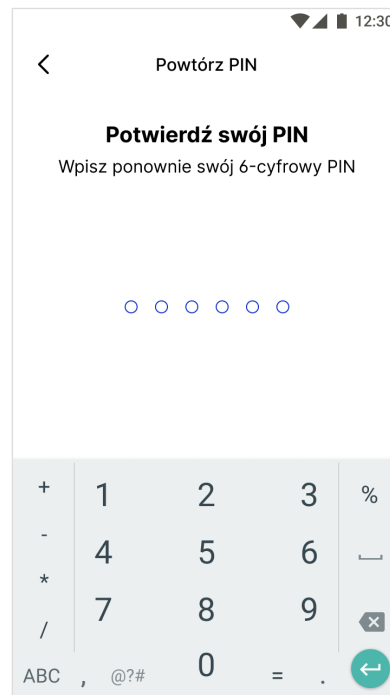 12:30
Powtórz PIN
Potwierdź swój PIN
Wpisz ponownie swój 6-cyfrowy PIN
+ 1 2 3 %
- 4 5 6
* 7 8 9
/
ABC , @?# 0 = .